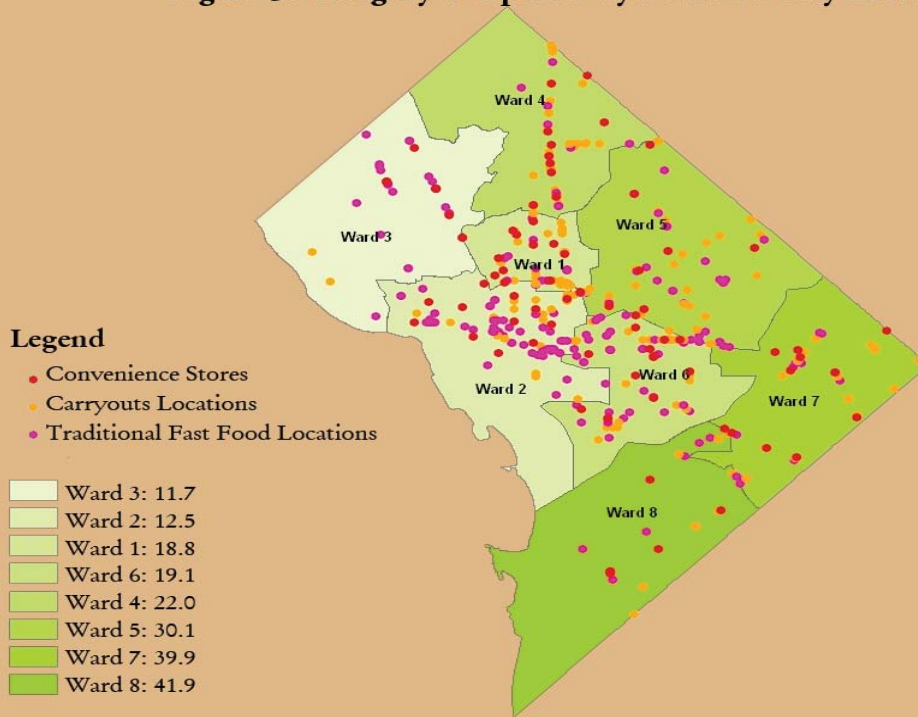 Ward 4
Ward 5
Ward 3
Ward 1
Ward 6
Ward 2
Ward 7
Ward 8
Legend
Convenience Stores
Carryouts Locations
Traditional Fast Food Locations
Ward 3: 11.7
Ward 2: 12.5
Ward 1: 18.8
Ward 6: 19.1
Ward 4: 22.0
Ward 5: 30.1
Ward 7: 39.9
Ward 8: 41.9